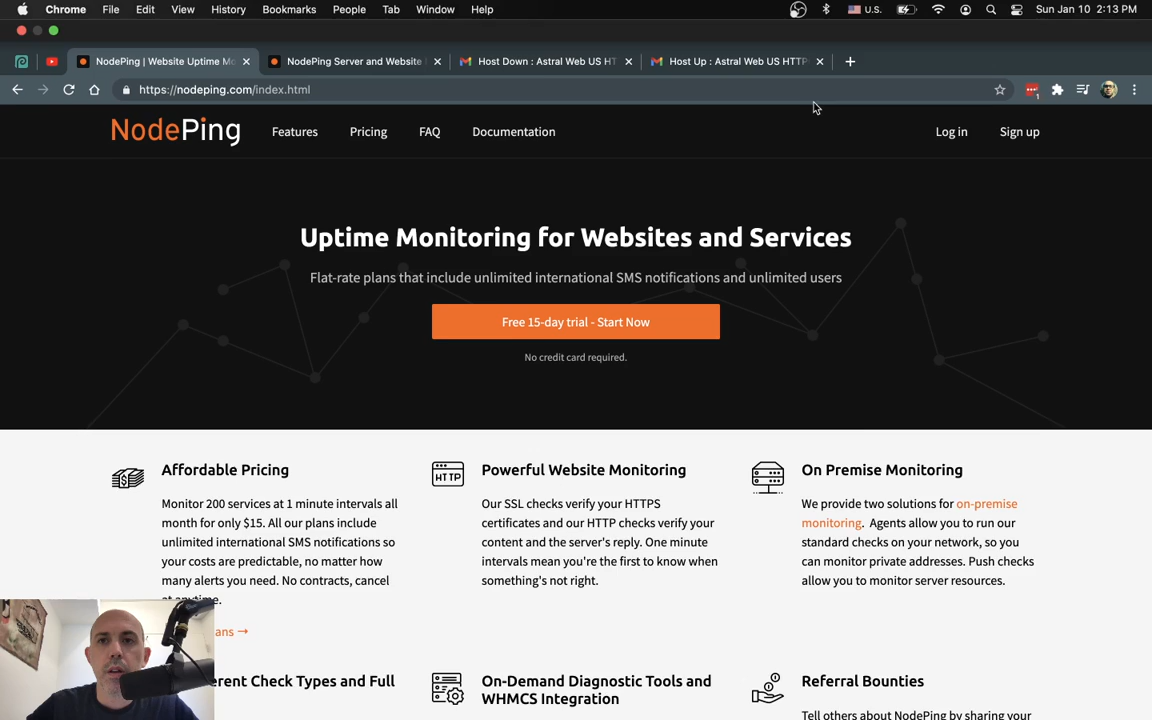 Chrome File Edit View History Bookmarks People Tab Window Help U.S. Sun Jan 10 2:13 PM
NodePing | Website Uptime Mo NodePing Server and Website Host Down : Astral Web US HT Host Up : Astral Web US HTTP
https://nodeping.com/index.html 1
NodePing Features Pricing FAQ Documentation Log in Sign up
Uptime Monitoring for Websites and Services
Flat-rate plans that include unlimited international SMS notifications and unlimited users
Free 15-day trial - Start Now
No credit card required.
Affordable Pricing
Monitor 200 services at 1 minute intervals all
month for only $15. All our plans include
unlimited international SMS notifications so
your costs are predictable, no matter how
many alerts you need. No contracts, cancel
at anytime.
ans →
HTTP
Powerful Website Monitoring
Our SSL checks verify your HTTPS
certificates and our HTTP checks verify your
content and the server's reply. One minute
intervals mean you're the first to know when
something's not right.
On Premise Monitoring
We provide two solutions for on-premise
monitoring. Agents allow you to run our
standard checks on your network, so you
can monitor private addresses. Push checks
allow you to monitor server resources.
erent Check Types and Full
On-Demand Diagnostic Tools and
WHMCS Integration
Referral Bounties
Tell others about NodePing by sharing your